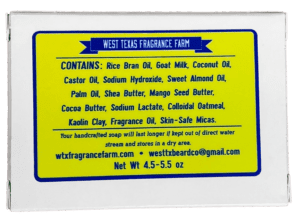 WEST TEXAS FRAGRANCE FARM
CONTAINS: Rice Bran Oil, Goat Milk, Coconut Oil,
Castor Oil, Sodium Hydroxide, Sweet Almond Oil,
Palm Oil, Shea Butter, Mango Seed Butter,
Cocoa Butter, Sodium Lactate, Colloidal Oatmeal,
Kaolin Clay, Fragrance Oil, Skin-Safe Micas.
Your handcrafted soap will last longer if kept out of direct water
stream and stores in a dry area.
wtxfragrancefarm.com • westtxbeardco@gmail.com
Net Wt 4.5-5.5 oz